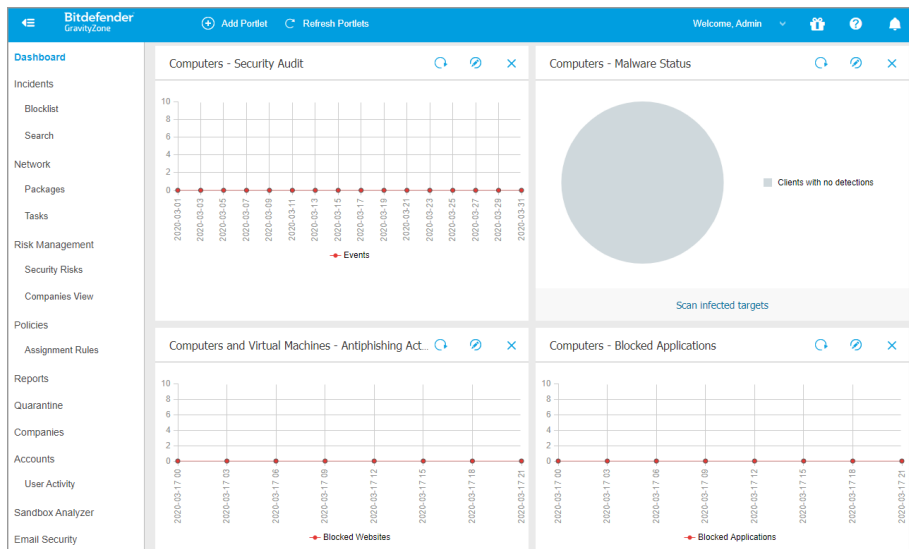 Bitdefender
GravityZone
Add Portlet
Refresh Portlets
Welcome, Admin
Dashboard
Incidents
Blocklist
Search
Network
Packages
Tasks
Risk Management
Security Risks
Companies View
Policies
Assignment Rules
Reports
Quarantine
Companies
Accounts
User Activity
Sandbox Analyzer
Email Security
Computers - Security Audit
10
8
6
4
2
0
2020-03-01
2020-03-03
2020-03-05
2020-03-07
2020-03-09
2020-03-11
2020-03-13
2020-03-15
2020-03-17
2020-03-19
2020-03-21
2020-03-23
2020-03-25
2020-03-27
2020-03-29
2020-03-31
Events
Computers - Malware Status
Clients with no detections
Scan infected targets
Computers and Virtual Machines - Antiphishing Act...
10
8
6
4
2
0
2020-03-17 00
2020-03-17 03
2020-03-17 06
2020-03-17 09
2020-03-17 12
2020-03-17 15
2020-03-17 18
2020-03-17 21
Blocked Websites
Computers - Blocked Applications
10
8
6
4
2
0
2020-03-17 00
2020-03-17 03
2020-03-17 06
2020-03-17 09
2020-03-17 12
2020-03-17 15
2020-03-17 18
2020-03-17 21
Blocked Applications